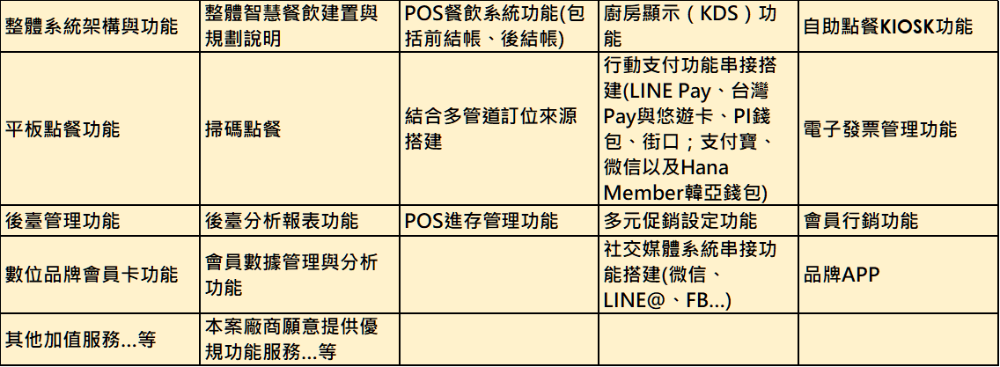 整體系統架構與功能
整體智慧餐飲建置與
規劃說明
POS餐飲系統功能(包
括前結帳、後結帳)
廚房顯示（KDS）功
能
自助點餐KIOSK功能
平板點餐功能
掃碼點餐
結合多管道訂位來源
搭建
行動支付功能串接搭
建(LINE Pay、台灣
Pay與悠遊卡、PI錢
包、街口；支付寶、
微信以及Hana
Member韓亞錢包)
電子發票管理功能
後臺管理功能
後臺分析報表功能
POS進存管理功能
多元促銷設定功能
會員行銷功能
數位品牌會員卡功能
會員數據管理與分析
功能
社交媒體系統串接功
能搭建(微信、
LINE@、FB...)
品牌APP
其他加值服務...等
本案廠商願意提供優
規功能服務...等